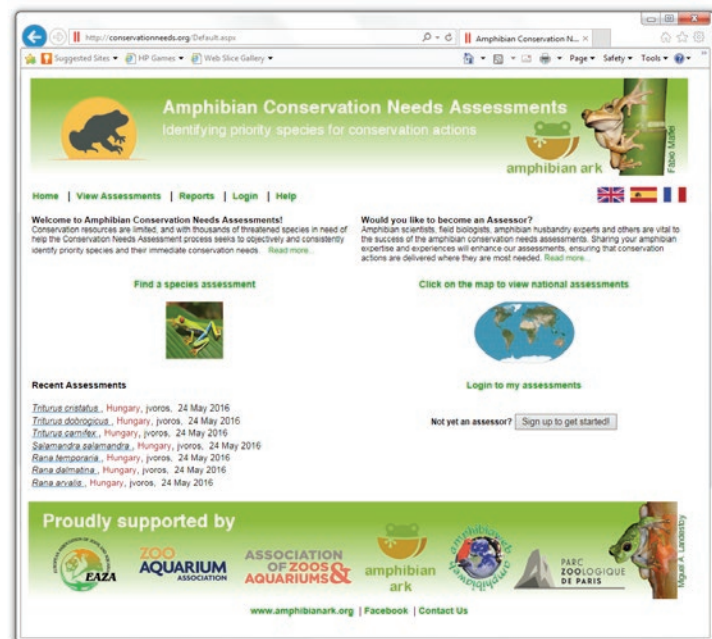 http://conservationneeds.org/Default.aspx
Amphibian Conservation N...
Suggested Sites
HP Games
Web Slice Gallery
Page
Safety
Tools
Amphibian Conservation Needs Assessments
Identifying priority species for conservation actions
amphibian ark
Fábio Maffei
Home | View Assessments | Reports | Login | Help
Welcome to Amphibian Conservation Needs Assessments!
Conservation resources are limited, and with thousands of threatened species in need of
help the Conservation Needs Assessment process seeks to objectively and consistently
identify priority species and their immediate conservation needs. Read more...
Would you like to become an Assessor?
Amphibian scientists, field biologists, amphibian husbandry experts and others are vital to
the success of the amphibian conservation needs assessments. Sharing your amphibian
expertise and experiences will enhance our assessments, ensuring that conservation
actions are delivered where they are most needed. Read more...
Find a species assessment
Click on the map to view national assessments
Recent Assessments
Triturus cristatus , Hungary, jvoros, 24 May 2016
Triturus dobrogicus , Hungary, jvoros, 24 May 2016
Triturus carnifex , Hungary, jvoros, 24 May 2016
Salamandra salamandra , Hungary, jvoros, 24 May 2016
Rana temporaria , Hungary, jvoros, 24 May 2016
Rana dalmatina , Hungary, jvoros, 24 May 2016
Rana arvalis , Hungary, jvoros, 24 May 2016
Login to my assessments
Not yet an assessor? Sign up to get started!
Proudly supported by
EAZA
ZOO
AQUARIUM
ASSOCIATION
ASSOCIATION
OF ZOOS
AQUARIUMS&
amphibian
ark
amphibiaweb
amphibiaweb
PARC
ZOOLOGIQUE
DE PARIS
Miguel A. Landestoy
www.amphibianark.org | Facebook | Contact Us